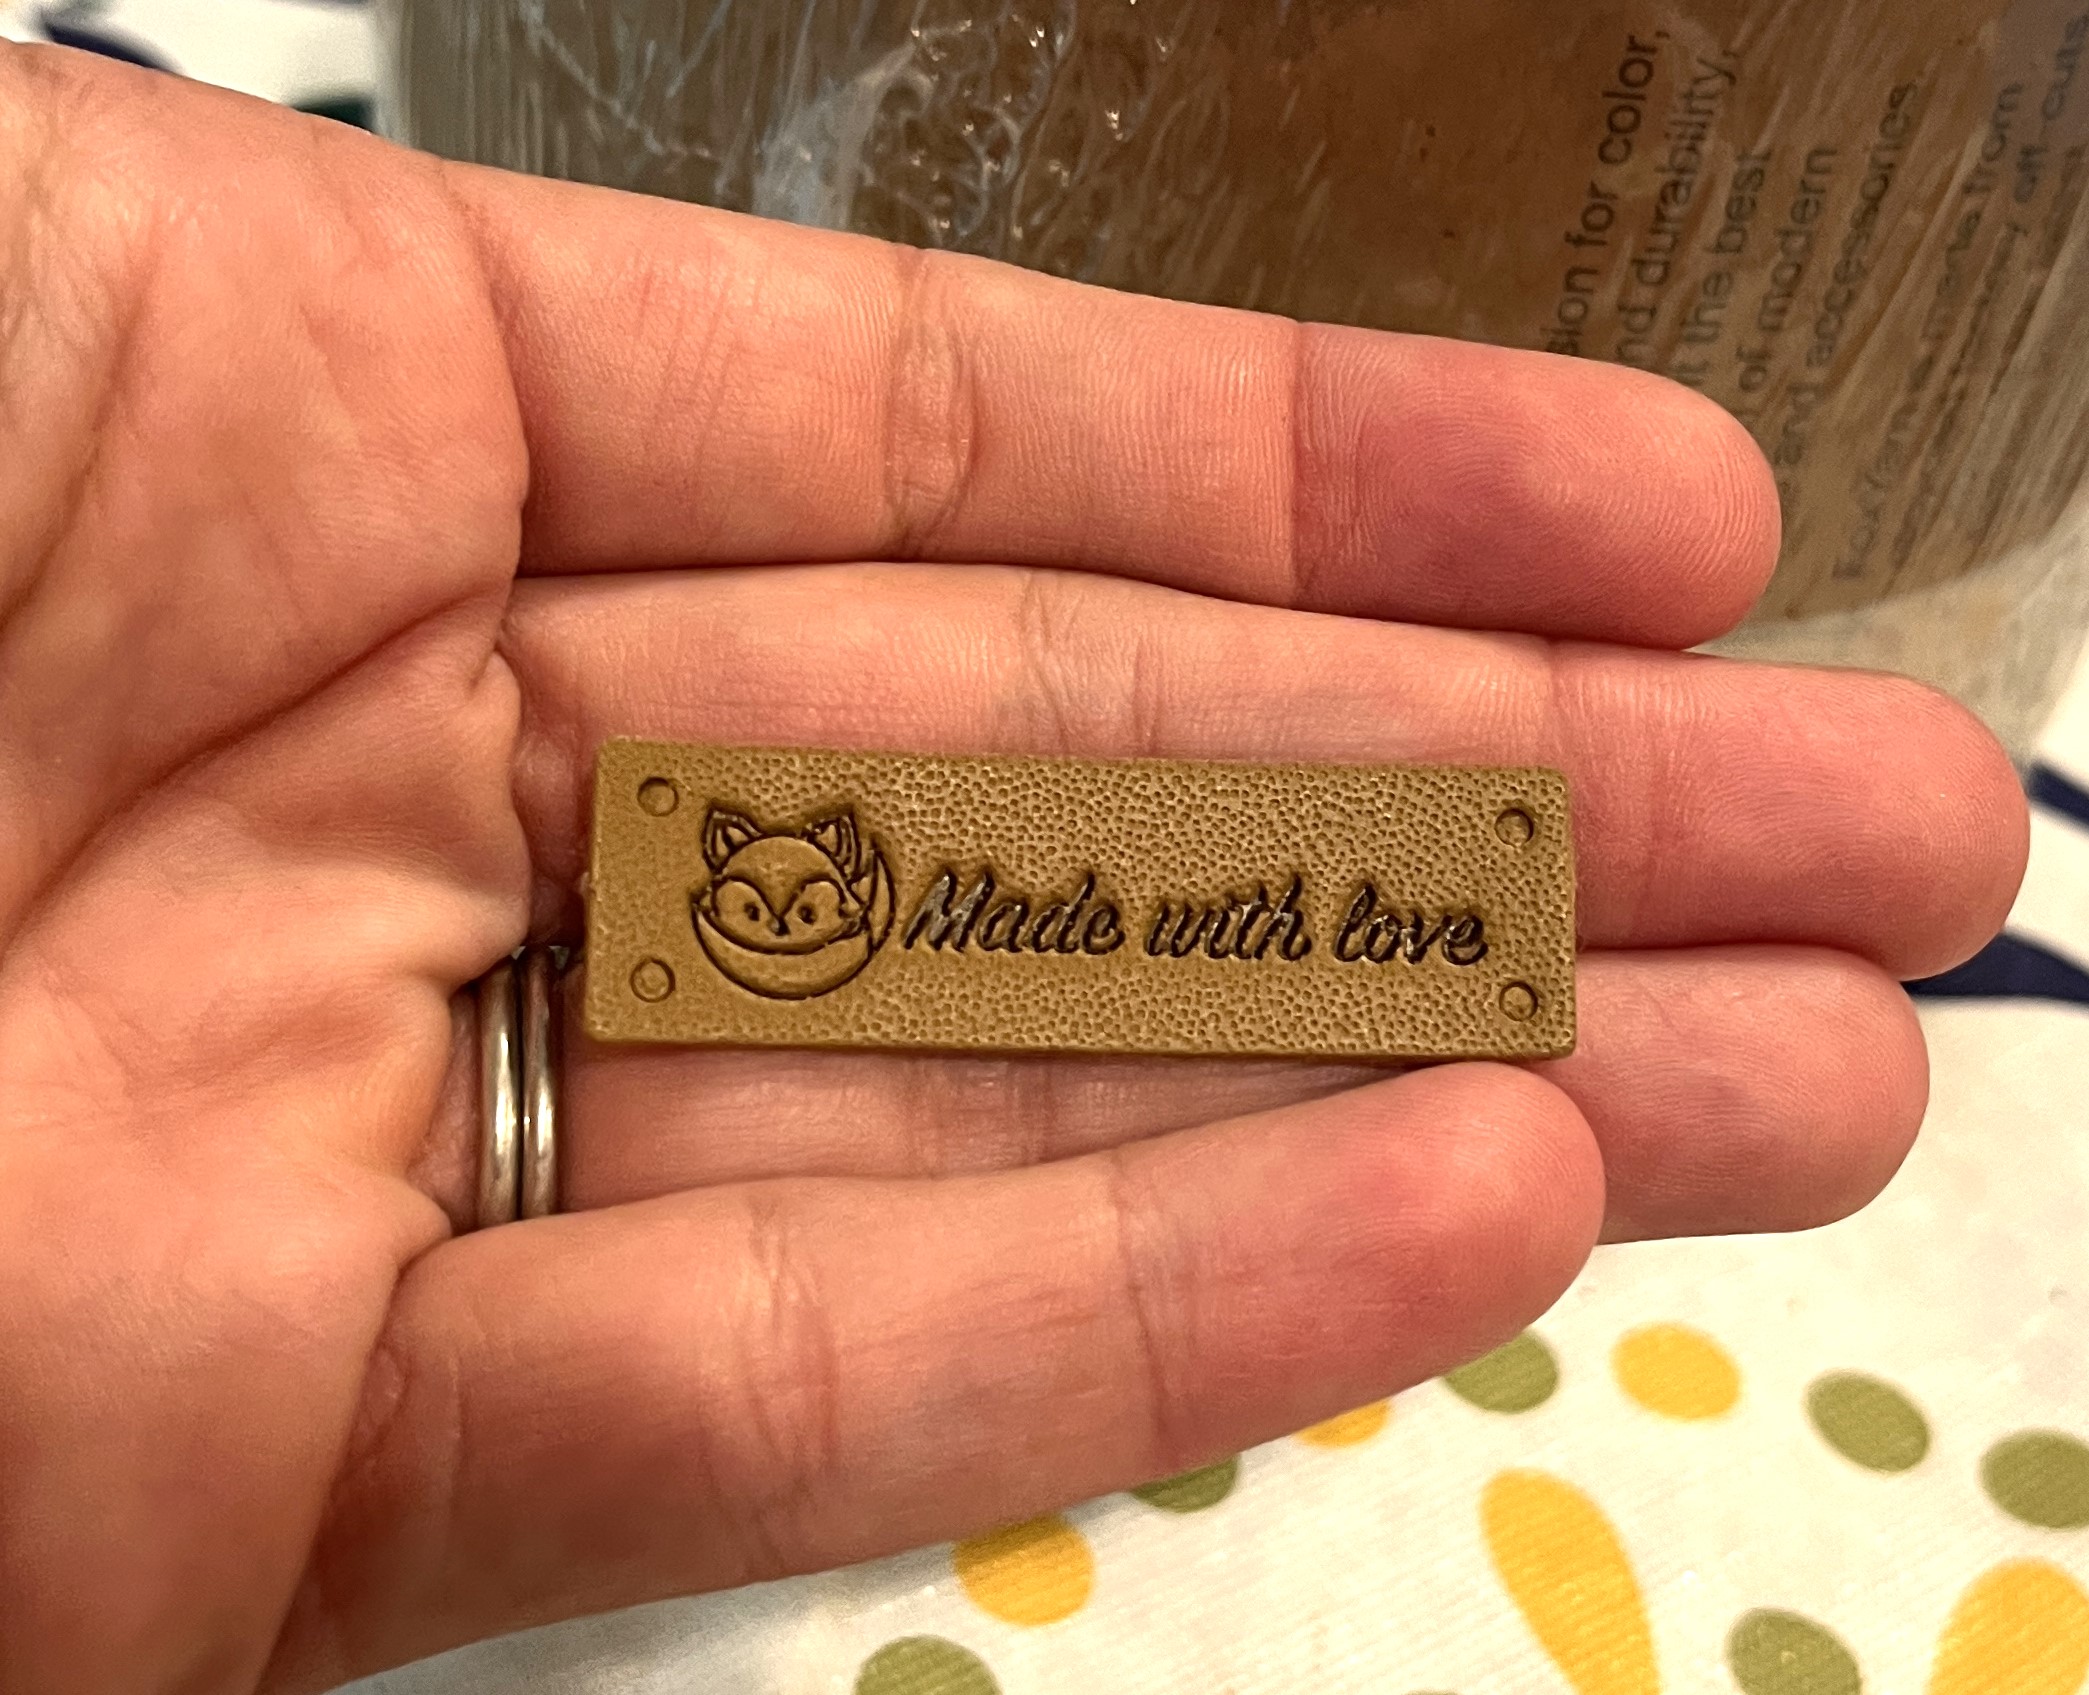 Made with love
sion for color,
nd durability,
t the best
of modern
and accessories